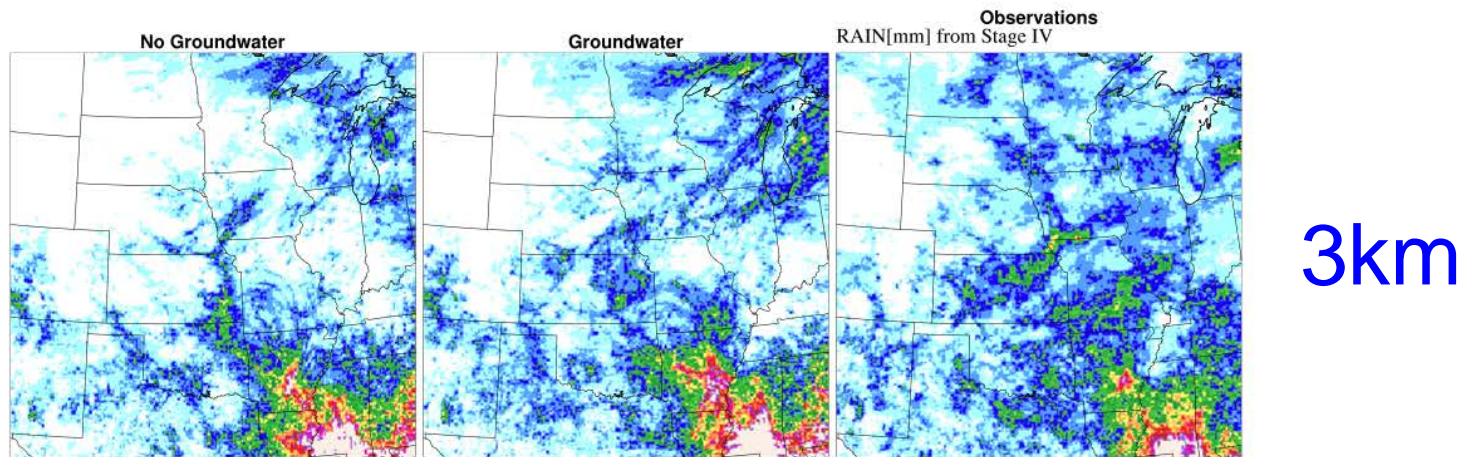 No Groundwater
Groundwater
Observations
RAIN[mm] from Stage IV
3km